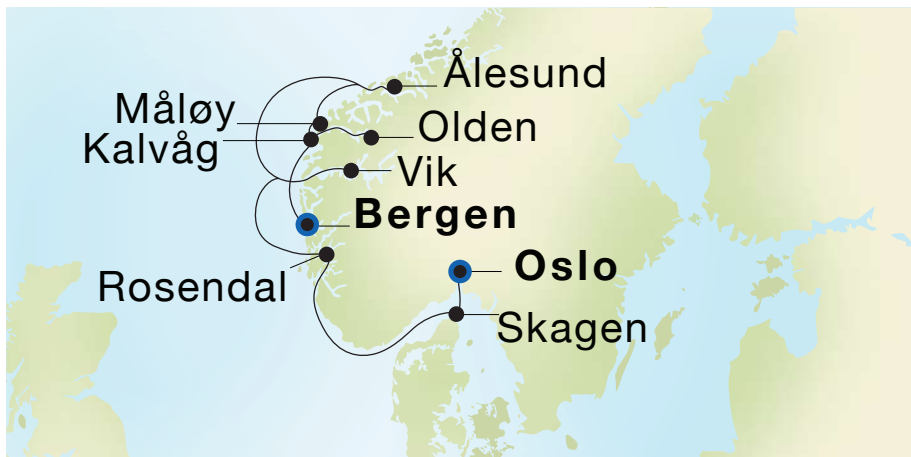 Ålesund
Måløy
Olden
Kalvåg
Vik
Bergen
Oslo
Rosendal
Skagen